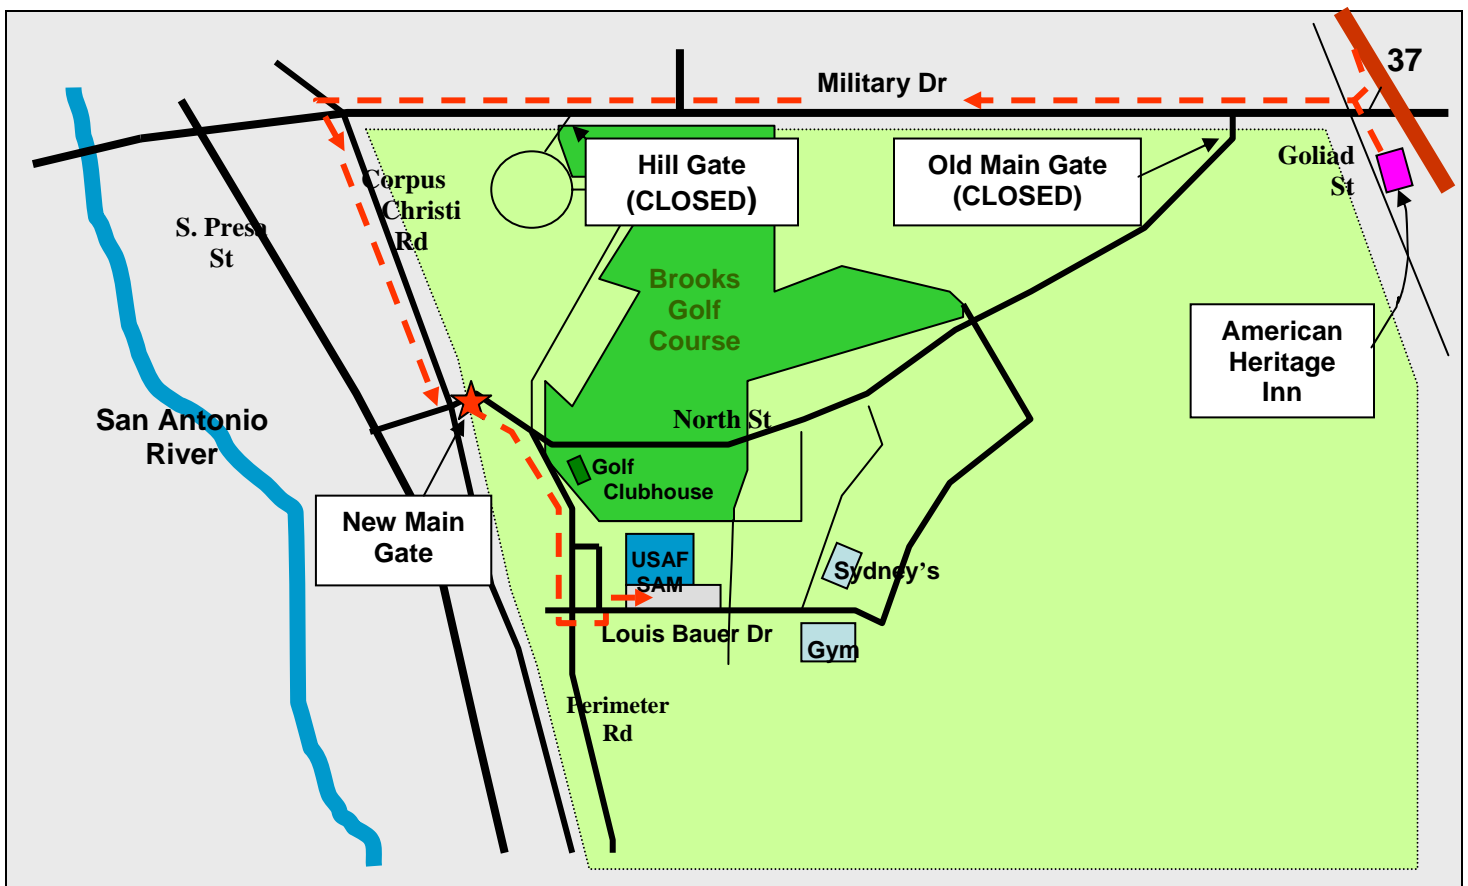 37
Military Dr
Hill Gate
(CLOSED)
Old Main Gate
(CLOSED)
Goliad
St
Corpus
Christi
Rd
S. Presa
St
Brooks
Golf
Course
American
Heritage
Inn
San Antonio
River
North St
Golf
Clubhouse
New Main
Gate
USAF
SAM
Sydney’s
Louis Bauer Dr
Gym
Perimeter
Rd